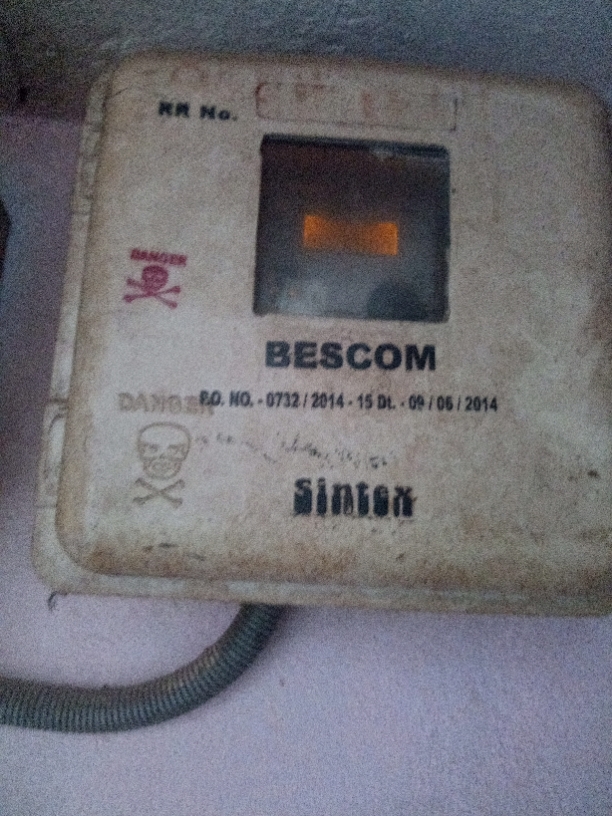 RR No.
DANGER
BESCOM
P.O. NO. - 0732 / 2014 - 15 Dt. - 09 / 06 / 2014
DANGER
Sintex